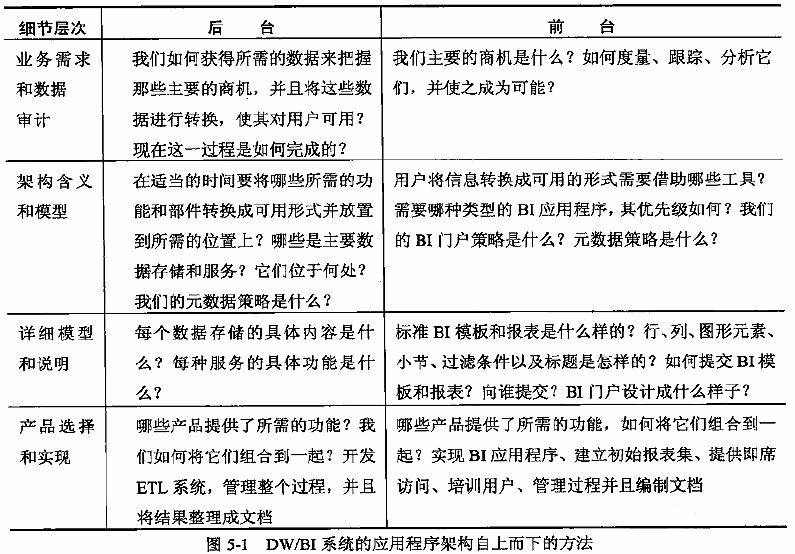 细节层次 后 台 前 台
业务需求和数据审计
我们如何获得所需的数据来把握
那些主要的商机，并且将这些数
据进行转换，使其对用户可用？
现在这一过程是如何完成的？
我们主要的商机是什么？如何度量、跟踪、分析它
们，并使之成为可能？
架构含义
和模型
在适当的时间要将哪些所需的功
能和部件转换成可用形式并放置
到所需的位置上？哪些是主要数
据存储和服务？它们位于何处？
我们的元数据策略是什么？
用户将信息转换成可用的形式需要借助哪些工具？
需要哪种类型的 BI 应用程序，其优先级如何？我们
的 BI 门户策略是什么？元数据策略是什么？
详细模型
和说明
每个数据存储的具体内容是什
么？每种服务的具体功能是什
么？
标准 BI 模板和报表是什么样的？行、列、图形元素、
小节、过滤条件以及标题是怎样的？如何提交 BI 模
板和报表？向谁提交？BI 门户设计成什么样子？
产品选择
和实现
哪些产品提供了所需的功能？我
们如何将它们组合到一起？开发
ETL 系统，管理整个过程，并且
将结果整理成文档
哪些产品提供了所需的功能，如何将它们组合到一
起？实现 BI 应用程序、建立初始报表集、提供即席
访问、培训用户、管理过程并且编制文档
图 5-1 DW/BI 系统的应用程序架构自上而下的方法